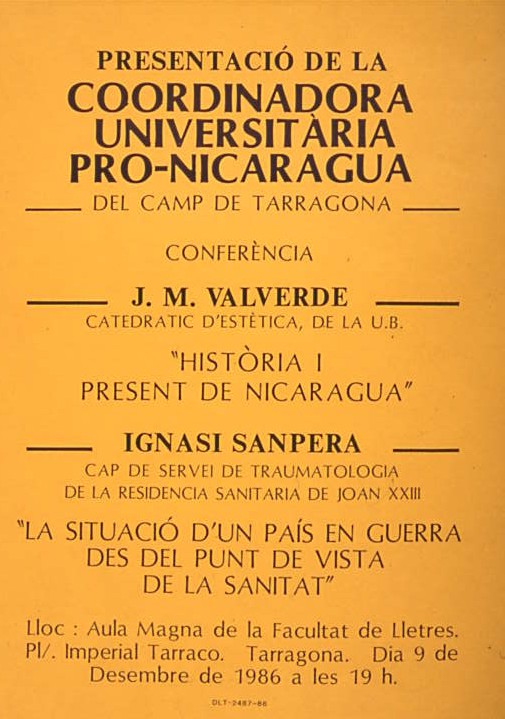 PRESENTACIÓ DE LA
COORDINADORA
UNIVERSITÀRIA
PRO-NICARAGUA
DEL CAMP DE TARRAGONA
CONFERÈNCIA
J. M. VALVERDE
CATEDRATIC D'ESTÈTICA, DE LA U.B.
"HISTÒRIA I
PRESENT DE NICARAGUA"
IGNASI SANPERA
CAP DE SERVEI DE TRAUMATOLOGIA
DE LA RESIDENCIA SANITARIA DE JOAN XXIII
"LA SITUACIÓ D'UN PAÍS EN GUERRA
DES DEL PUNT DE VISTA
DE LA SANITAT"
Lloc : Aula Magna de la Facultat de Lletres.
Pl/. Imperial Tarraco. Tarragona. Dia 9 de
Desembre de 1986 a les 19 h.
DLT-2487-86